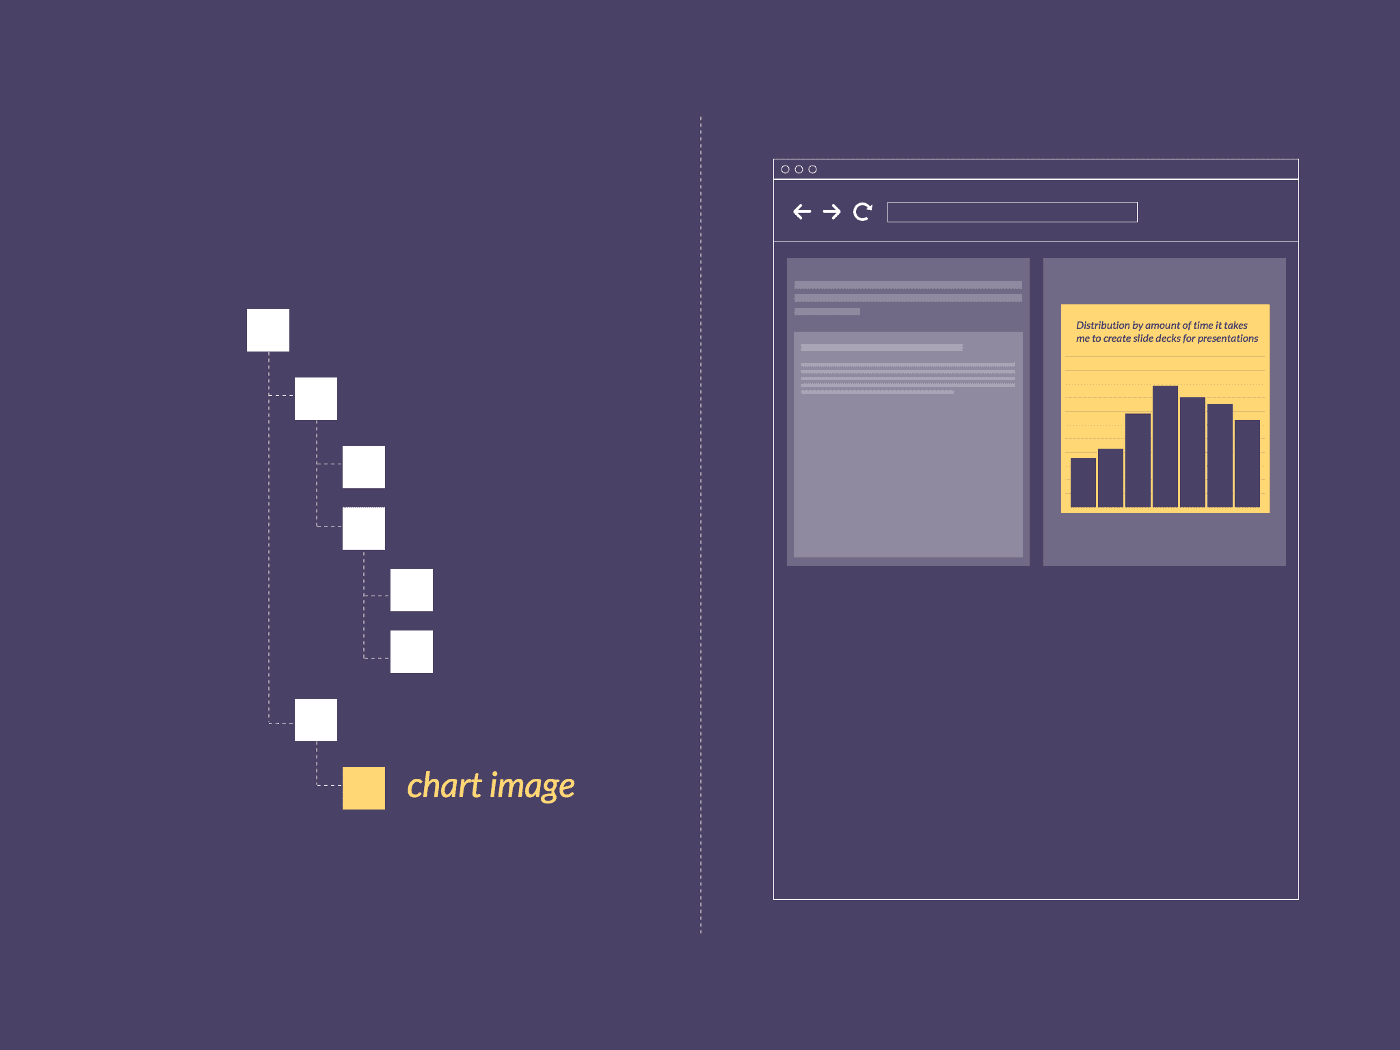 chart image
Distribution by amount of time it takes
me to create slide decks for presentations